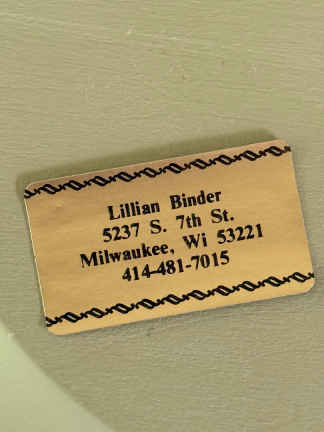 Lillian Binder
5237 S. 7th St.
Milwaukee, Wi 53221
414-481-7015